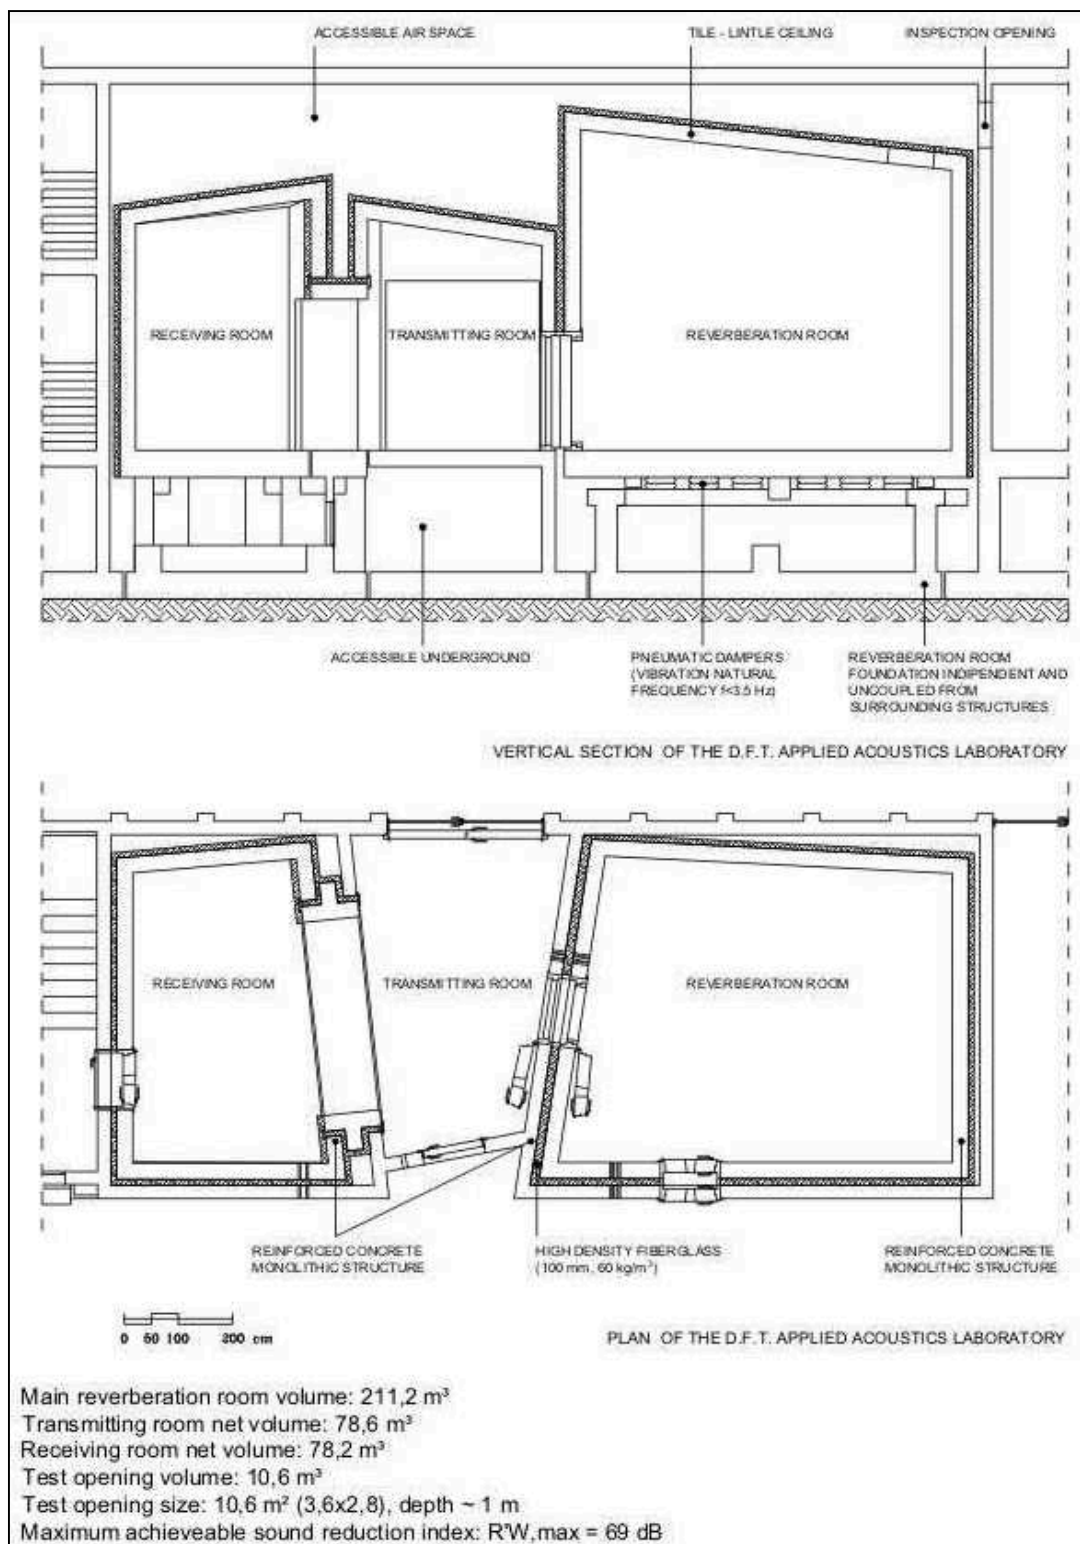 ACCESSIBLE AIR SPACE
TILE - LINTLE CEILING
INSPECTION OPENING
RECEIVING ROOM
TRANSMITTING ROOM
REVERBERATION ROOM
ACCESSIBLE UNDERGROUND
PNEUMATIC DAMPERS
(VIBRATION NATURAL
FREQUENCY f<3.5 Hz)
REVERBERATION ROOM
FOUNDATION INDIPENDENT AND
UNCOUPLED FROM
SURROUNDING STRUCTURES
VERTICAL SECTION OF THE D.F.T. APPLIED ACOUSTICS LABORATORY
RECEIVING ROOM
TRANSMITTING ROOM
REVERBERATION ROOM
REINFORCED CONCRETE
MONOLITHIC STRUCTURE
HIGH DENSITY FIBERGLASS
(100 mm, 60 kg/m³)
REINFORCED CONCRETE
MONOLITHIC STRUCTURE
0 50 100 200 cm
PLAN OF THE D.F.T. APPLIED ACOUSTICS LABORATORY
Main reverberation room volume: 211,2 m³
Transmitting room net volume: 78,6 m³
Receiving room net volume: 78,2 m³
Test opening volume: 10,6 m³
Test opening size: 10,6 m² (3,6x2,8), depth ~ 1 m
Maximum achieveable sound reduction index: R'W,max = 69 dB